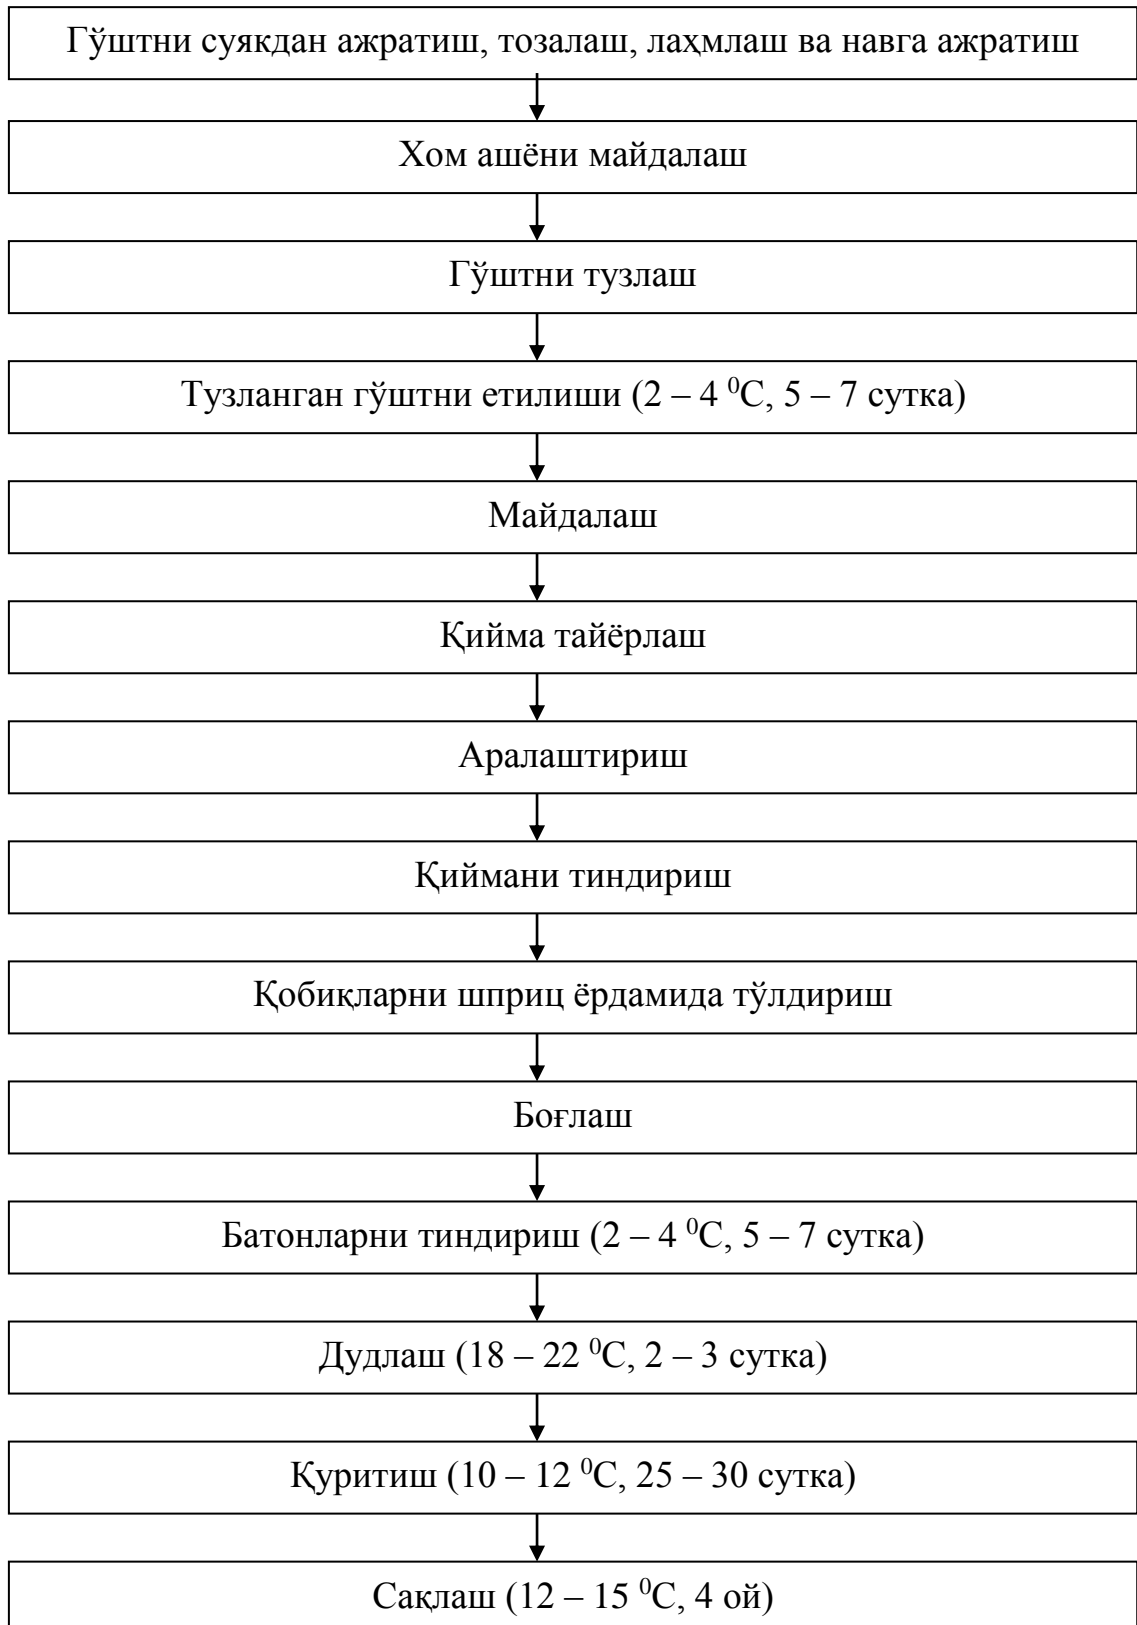 Гўштни суякдан ажратиш, тозалаш, лаҳмлаш ва навга ажратиш
Хом ашёни майдалаш
Гўштни тузлаш
Тузланган гўштни етилиши (2 – 4 ⁰С, 5 – 7 сутка)
Майдалаш
Қийма тайёрлаш
Аралаштириш
Қиймани тиндириш
Қобиқларни шприц ёрдамида тўлдириш
Боғлаш
Батонларни тиндириш (2 – 4 ⁰С, 5 – 7 сутка)
Дудлаш (18 – 22 ⁰С, 2 – 3 сутка)
Қуритиш (10 – 12 ⁰С, 25 – 30 сутка)
Сақлаш (12 – 15 ⁰С, 4 ой)